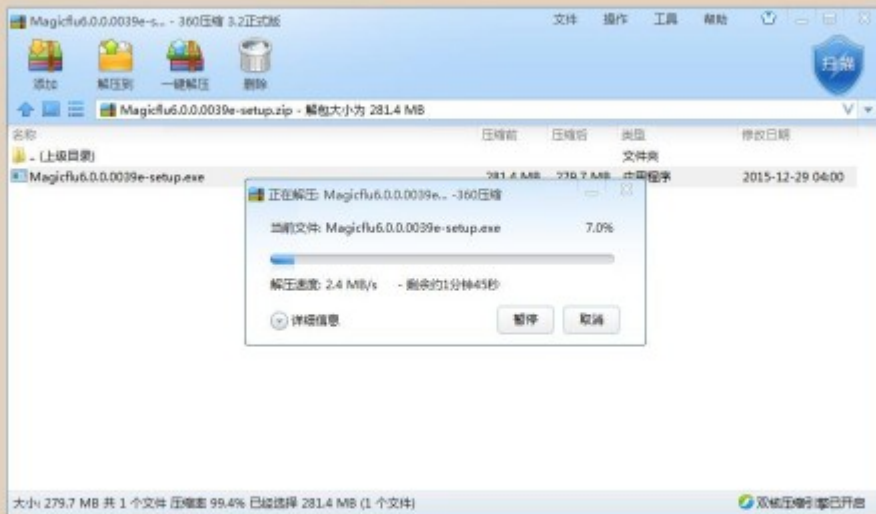 Magicflu6.0.0.0039e-s... - 360压缩 3.2正式版
文件 操作 工具 帮助
添加 解压到 一键解压 删除
扫描
Magicflu6.0.0.0039e-setup.zip - 解包大小为 281.4 MB
名称 压缩前 压缩后 类型 修改日期
.. (上级目录) 文件夹
Magicflu6.0.0.0039e-setup.exe 281.4 MB 279.7 MB 应用程序 2015-12-29 04:00
正在解压: Magicflu6.0.0.0039e... -360压缩
当前文件: Magicflu6.0.0.0039e-setup.exe 7.0%
解压速度: 2.4 MB/s - 剩余约1分钟45秒
详细信息 暂停 取消
大小: 279.7 MB 共 1 个文件 压缩率 99.4% 已经选择 281.4 MB (1 个文件)
双核压缩引擎已开启